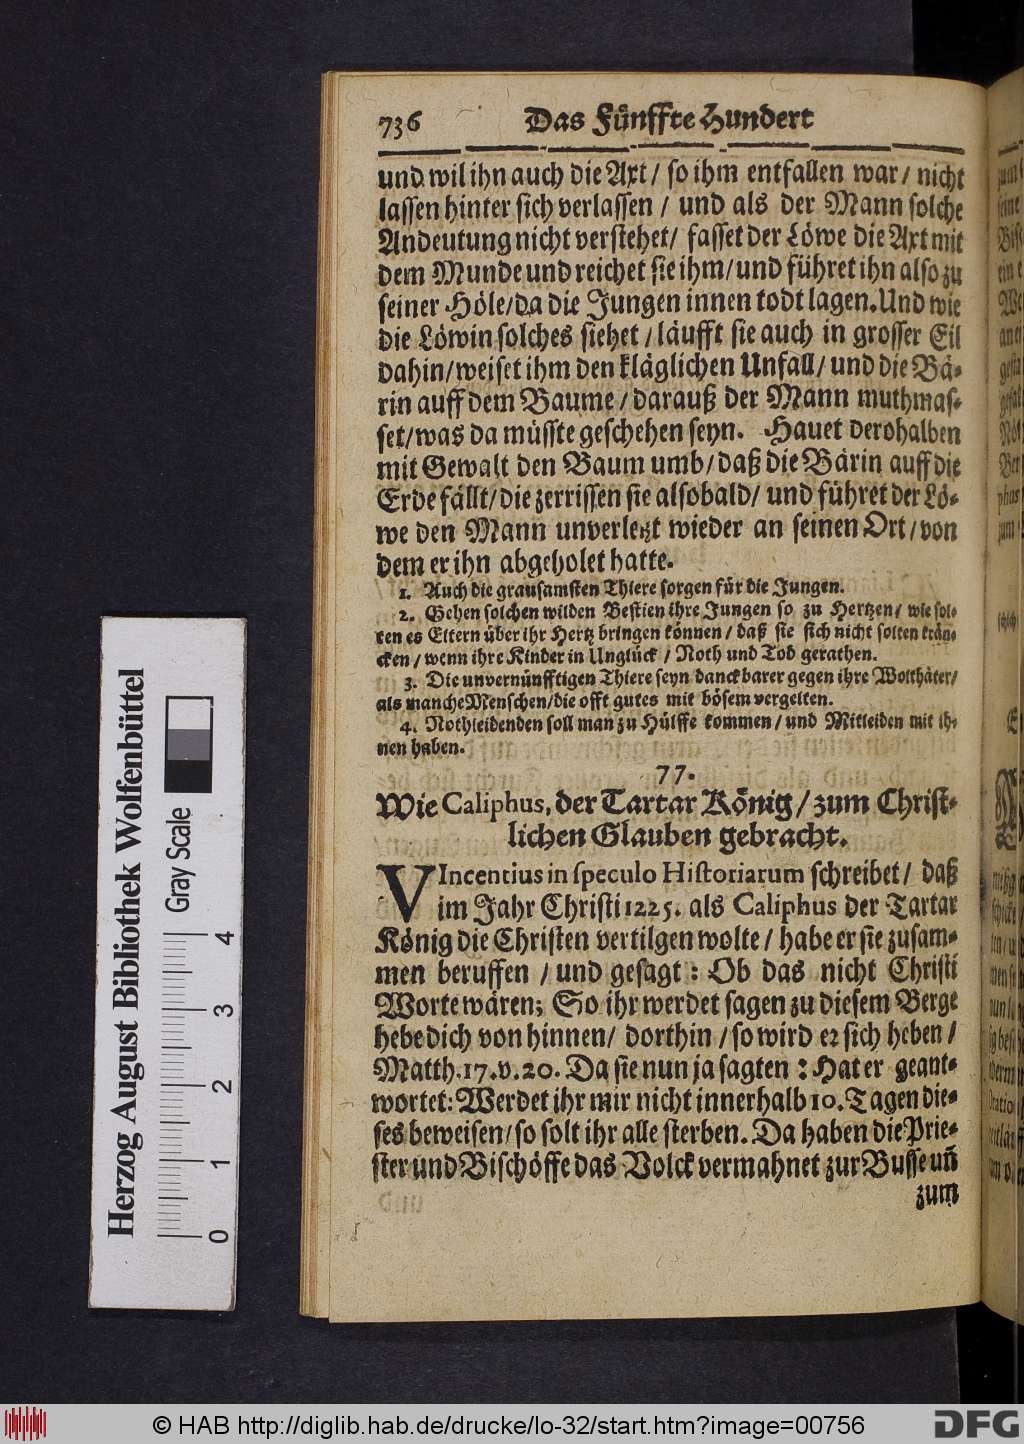 736 Das Fünffte Hundert
und wil ihn auch die Axt / so ihm entfallen war / nicht
lassen hinter sich verlassen / und als der Mann solche
Andeutung nicht verstehet / fasset der Löwe die Axt mit
dem Munde und reichet sie ihm / und führet ihn also zu
seiner Höle / da die Jungen innen todt lagen. Und wie
die Löwin solches siehet / läufft sie auch in grosser Eil
dahin / weiset ihm den kläglichen Unfall / und die Bä-
rin auff dem Baume / darauß der Mann muthmas-
set / was da müsste geschehen seyn. Hauet derohalben
mit Gewalt den Baum umb / daß die Bärin auff die
Erde fällt / die zerrissen sie alsobald / und führet der Lö-
we den Mann unverletzt wieder an seinen Ort / von
dem er ihn abgeholet hatte.
1. Auch die grausamsten Thiere sorgen für die Jungen.
2. Gehen solchen wilden Bestien ihre Jungen so zu Hertzen / wie sol-
ten es Eltern über ihr Hertz bringen können / daß sie sich nicht solten krän-
cken / wenn ihre Kinder in Unglück / Noth und Tod gerathen.
3. Die unvernünfftigen Thiere seyn danckbarer gegen ihre Wolthäter /
als manche Menschen / die offt gutes mit bösem vergelten.
4. Nothleidenden soll man zu Hülffe kommen / und Mitleiden mit ih-
nen haben.
77.
Wie Caliphus, der Tartar König / zum Christ-
lichen Glauben gebracht.
VIncentius in speculo Historiarum schreibet / daß
im Jahr Christi 1225. als Caliphus der Tartar
König die Christen vertilgen wolte / habe er sie zusam-
men beruffen / und gesagt: Ob das nicht Christi
Worte wären; So ihr werdet sagen zu diesem Berge
hebe dich von hinnen / dorthin / so wird er sich heben /
Matth. 17. v. 20. Da sie nun ja sagten: Hat er geant-
wortet: Werdet ihr mir nicht innerhalb 10. Tagen die-
ses beweisen / so solt ihr alle sterben. Da haben die Prie-
ster und Bischöffe das Volck vermahnet zur Busse uñ
zum
Herzog August Bibliothek Wolfenbüttel
Gray Scale
0 1 2 3 4
© HAB http://diglib.hab.de/drucke/lo-32/start.htm?image=00756
DFG